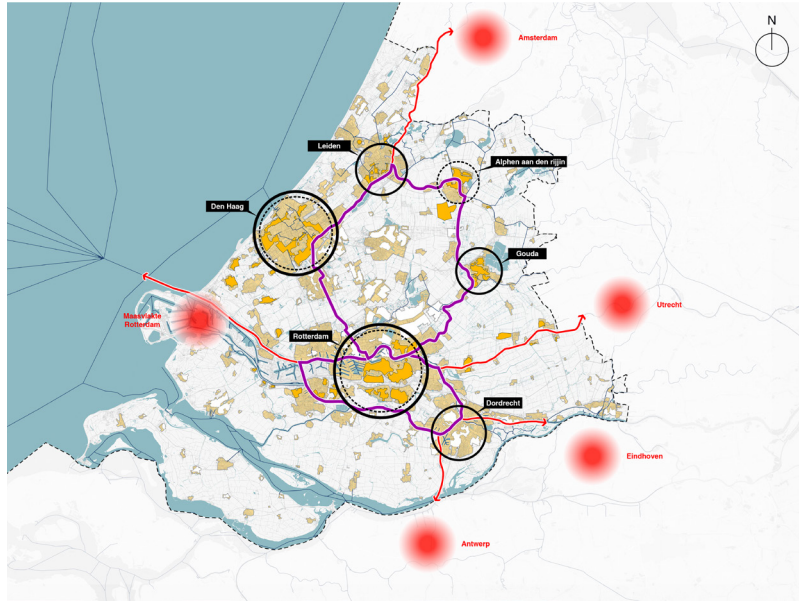 N
Amsterdam
Leiden
Alphen aan den rijjin
Den Haag
Gouda
Maasvlakte
Rotterdam
Utrecht
Rotterdam
Dordrecht
Eindhoven
Antwerp